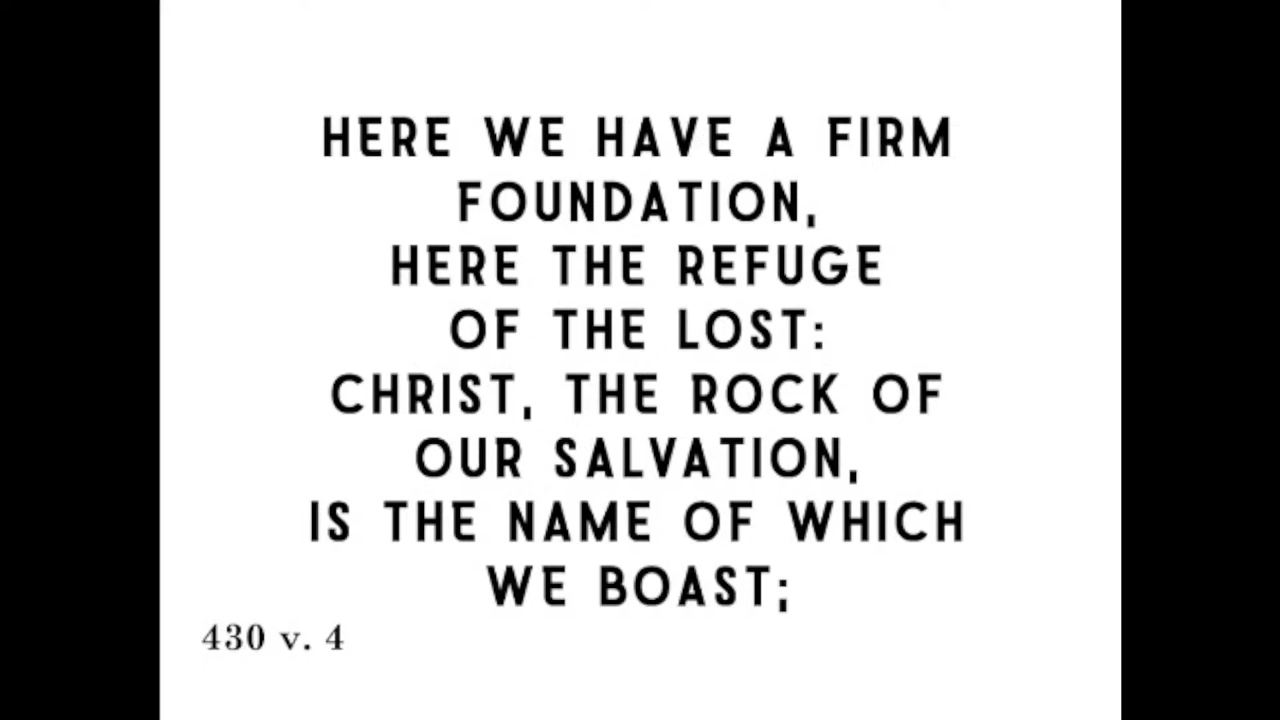 HERE WE HAVE A FIRM
FOUNDATION,
HERE THE REFUGE
OF THE LOST:
CHRIST, THE ROCK OF
OUR SALVATION,
IS THE NAME OF WHICH
WE BOAST;
430 v. 4